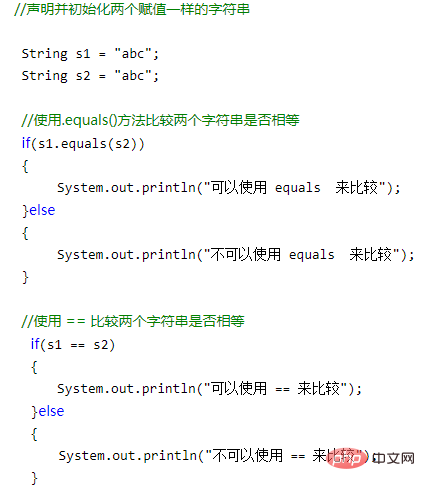 //声明并初始化两个赋值一样的字符串
String s1 = "abc";
String s2 = "abc";
//使用.equals()方法比较两个字符串是否相等
if(s1.equals(s2))
{
System.out.println("可以使用 equals 来比较");
}else
{
System.out.println("不可以使用 equals 来比较");
}
//使用 == 比较两个字符串是否相等
if(s1 == s2)
{
System.out.println("可以使用 == 来比较");
}else
{
System.out.println("不可以使用 == 来比较");
php 中文网
}